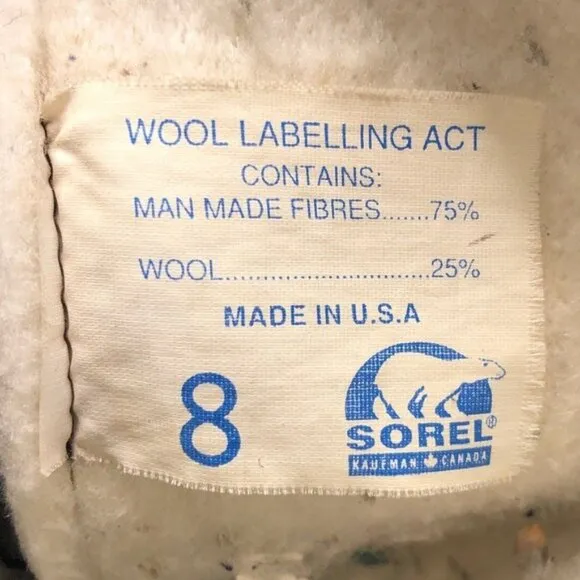 WOOL LABELLING ACT
CONTAINS:
MAN MADE FIBRES.......75%
WOOL............................25%
MADE IN U.S.A
8
SOREL®
KAUFMAN CANADA